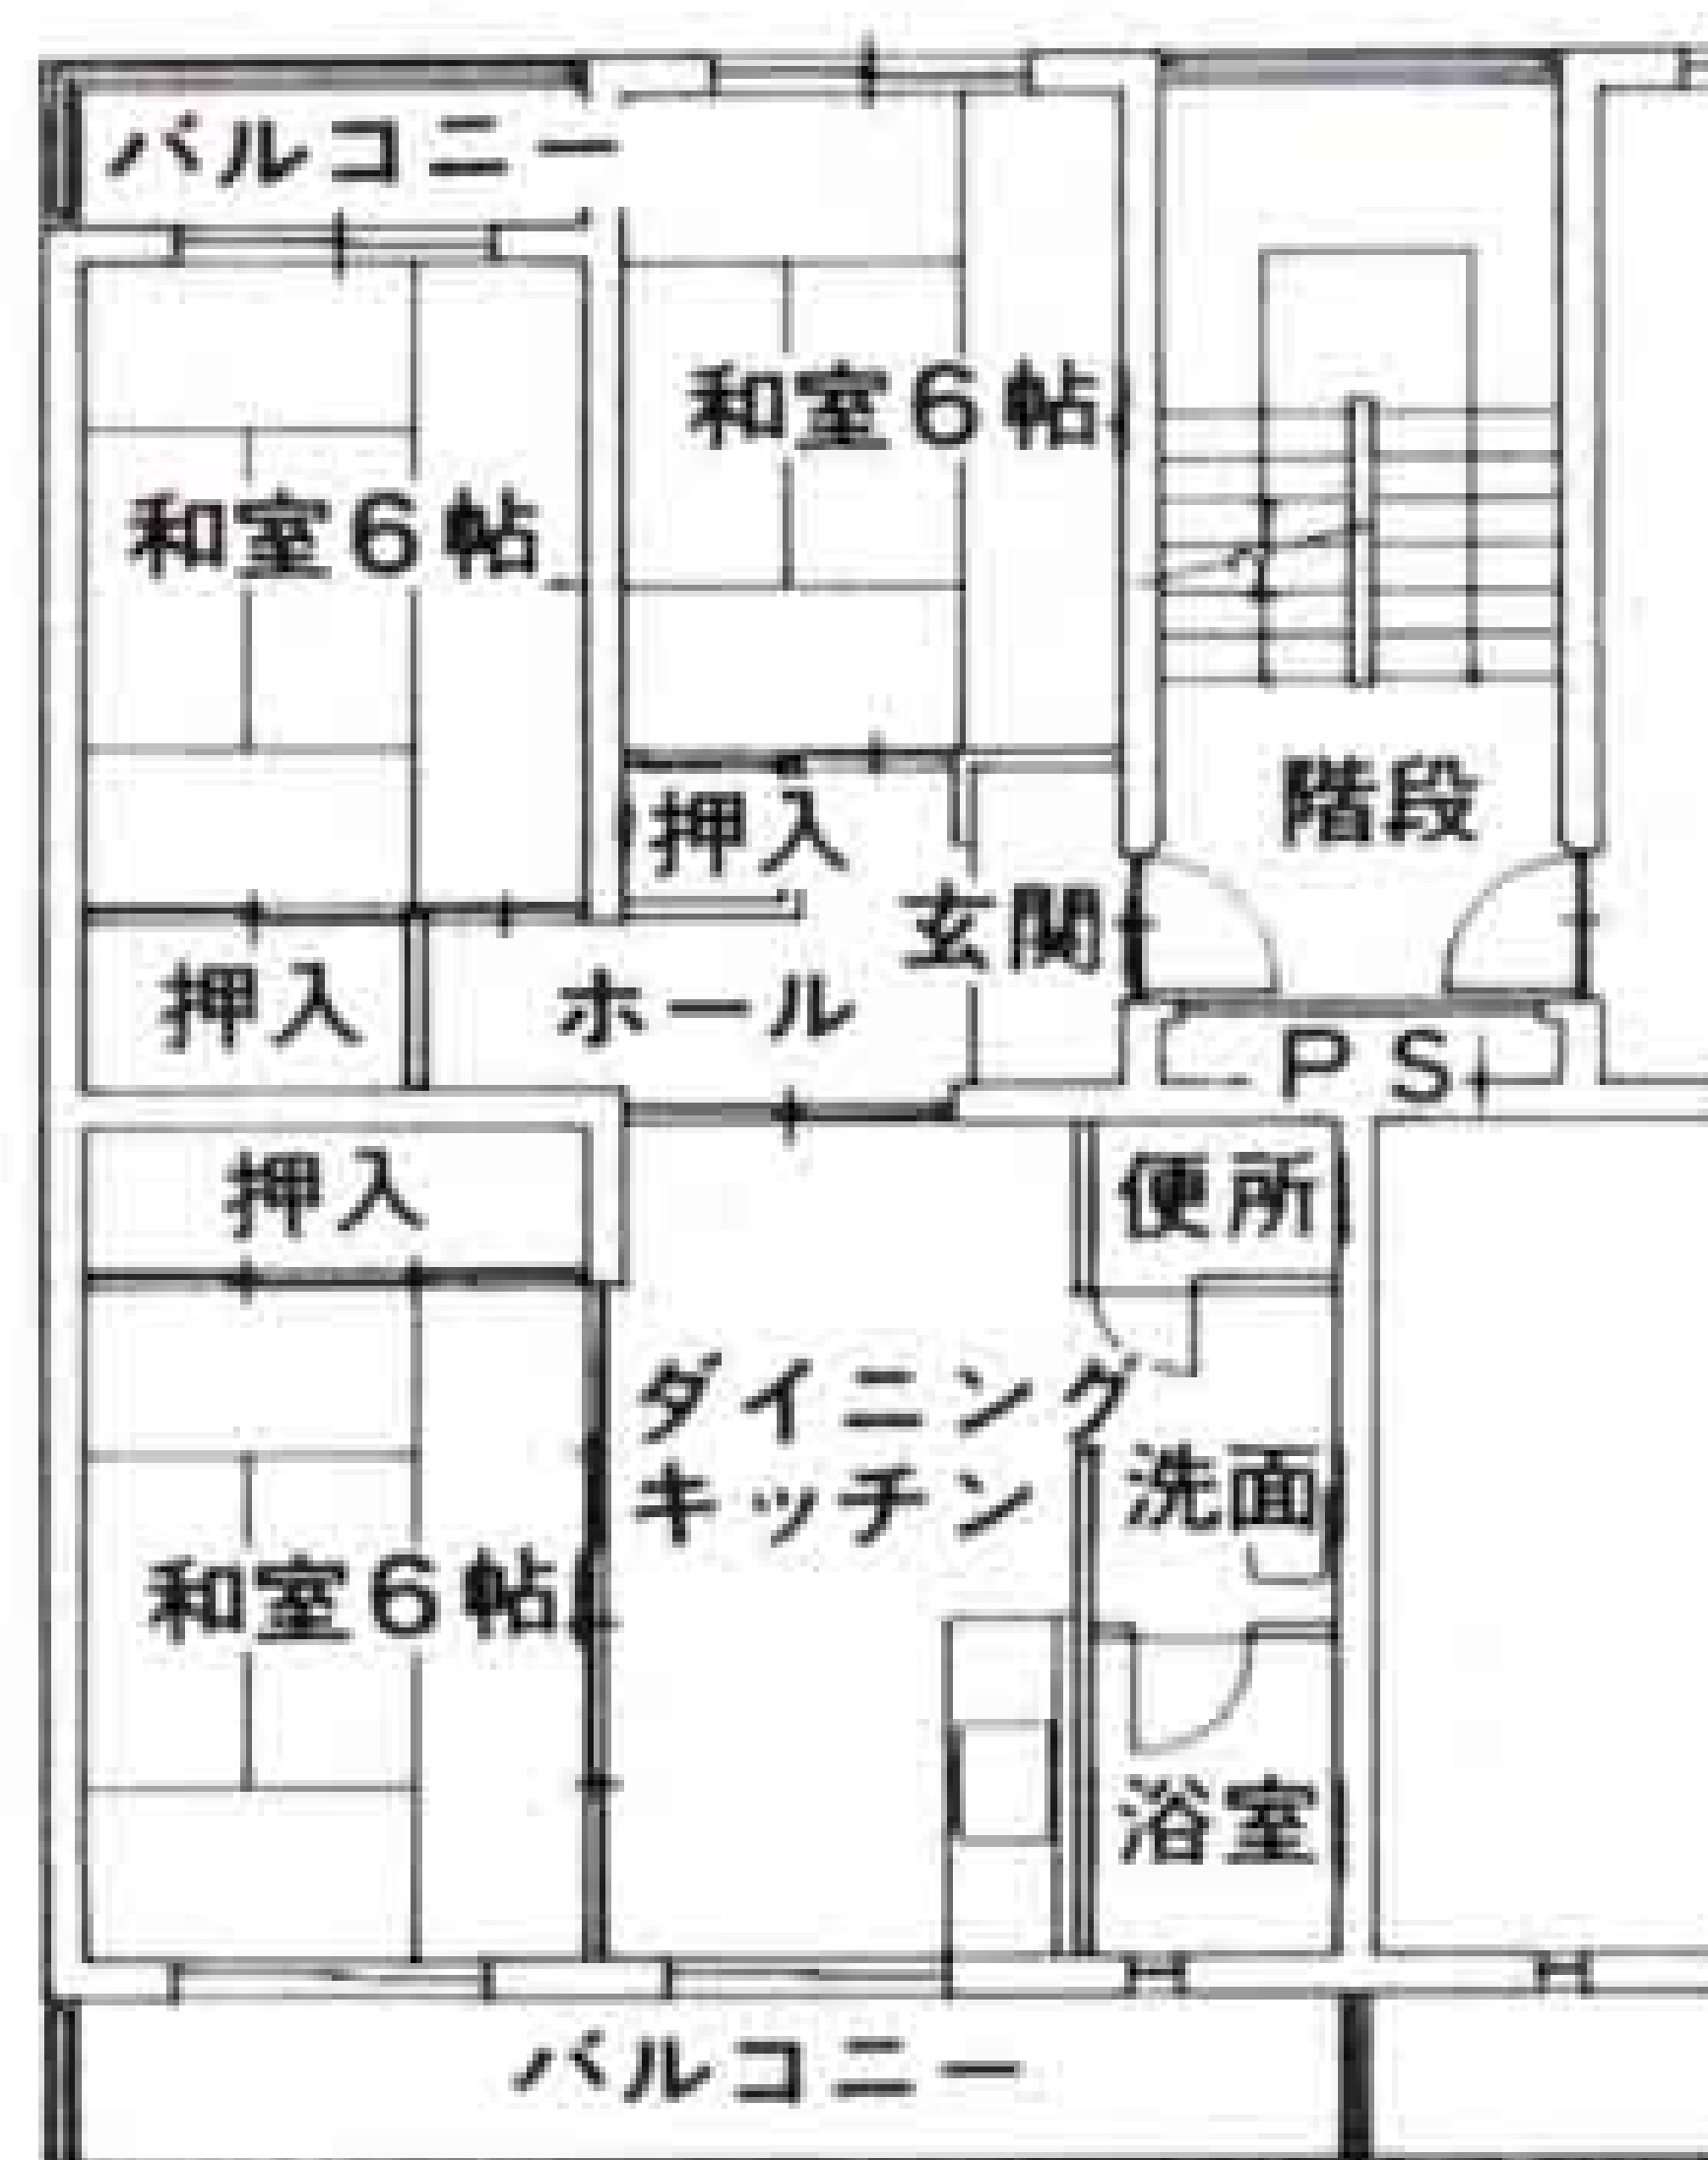 バルコニー
和室６帖
和室６帖
階段
押入
玄関
押入
ホール
ＰＳ
押入
便所
ダイニング
キッチン
洗面
和室６帖
浴室
バルコニー